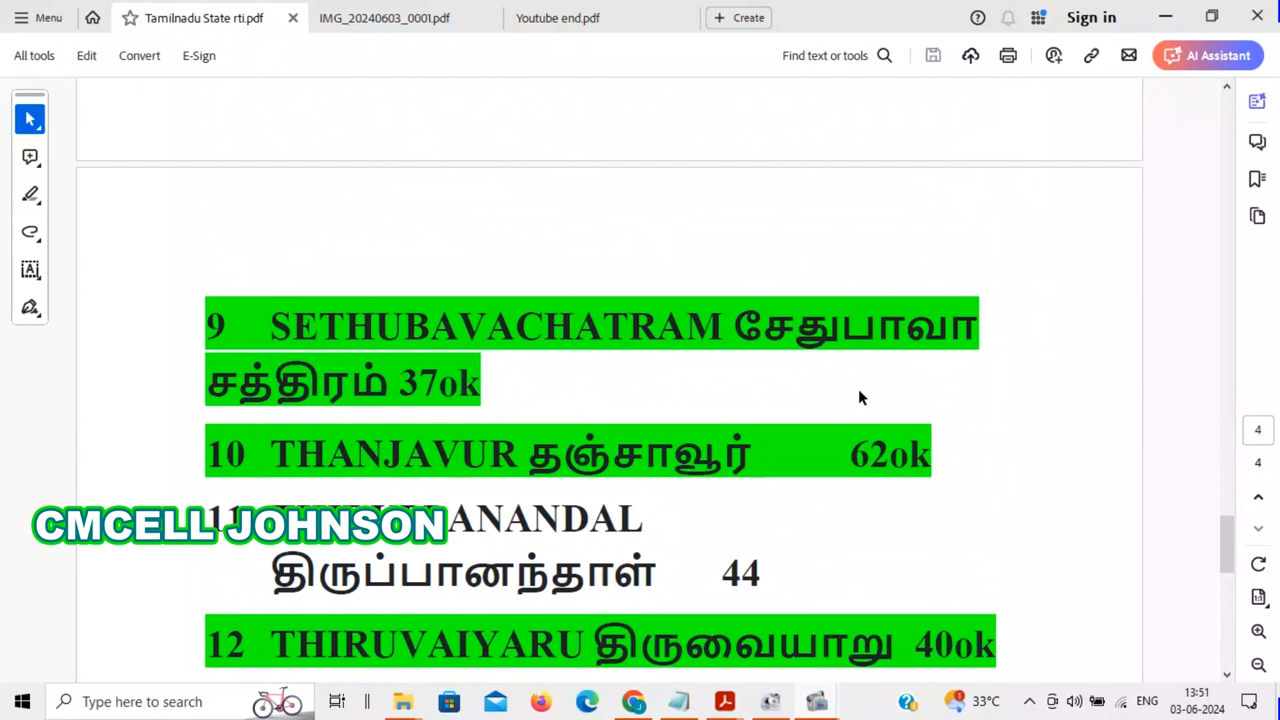 Menu
Tamilnadu State rti.pdf
IMG_20240603_0001.pdf
Youtube end.pdf
Create
Sign in
All tools Edit Convert E-Sign
Find text or tools
AI Assistant
9 SETHUBAVACHATRAM சேதுபாவா
சத்திரம் 37ok
10 THANJAVUR தஞ்சாவூர் 62ok
CMCELL JOHNSON
திருப்பானந்தாள் 44
12 THIRUVAIYARU திருவையாறு 40ok
4
4
Type here to search
33°C
ENG
13:51
03-06-2024